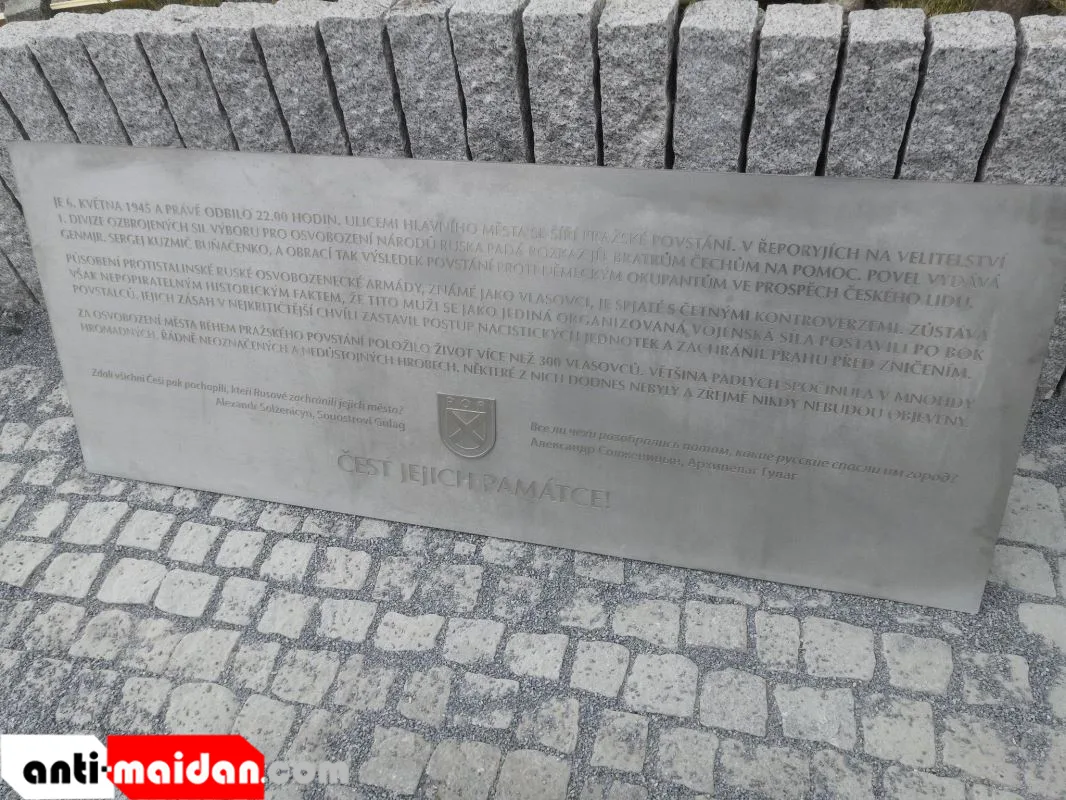 JE 6. KVĚTNA 1945 A PRÁVĚ ODBILO 22.00 HODIN. ULICEMI HLAVNÍHO MĚSTA SE ŠÍŘÍ PRAŽSKÉ POVSTÁNÍ. V ŘEPORYJÍCH NA VELITELSTVÍ
1. DIVIZE OZBROJENÝCH SIL VÝBORU PRO OSVOBOZENÍ NÁRODŮ RUSKA PADÁ ROZKAZ JÍT BRATRŮM ČECHŮM NA POMOC. POVEL VYDÁVÁ
GENMJR. SERGEJ KUZMIČ BUŇAČENKO, A OBRACÍ TAK VÝSLEDEK POVSTÁNÍ PROTI NĚMECKÝM OKUPANTŮM VE PROSPĚCH ČESKÉHO LIDU.
PŮSOBENÍ PROTISTALINSKÉ RUSKÉ OSVOBOZENECKÉ ARMÁDY, ZNÁMÉ JAKO VLASOVCI, JE SPJATÉ S ČETNÝMI KONTROVERZEMI. ZŮSTÁVÁ
VŠAK NEPOPIRATELNÝM HISTORICKÝM FAKTEM, ŽE TITO MUŽI SE JAKO JEDINÁ ORGANIZOVANÁ VOJENSKÁ SÍLA POSTAVILI PO BOK
POVSTALCŮ. JEJICH ZÁSAH V NEJKRITIČTĚJŠÍ CHVÍLI ZASTAVIL POSTUP NACISTICKÝCH JEDNOTEK A ZACHRÁNIL PRAHU PŘED ZNIČENÍM.
ZA OSVOBOZENÍ MĚSTA BĚHEM PRAŽSKÉHO POVSTÁNÍ POLOŽILO ŽIVOT VÍCE NEŽ 300 VLASOVCŮ. VĚTŠINA PADLÝCH SPOČINULA V MNOHDY
HROMADNÝCH, ŘÁDNĚ NEOZNAČENÝCH A NEDŮSTOJNÝCH HROBECH, NĚKTERÉ Z NICH DODNES NEBYLY A ZŘEJMĚ NIKDY NEBUDOU OBJEVENY.
Zdali všichni Češi pak pochopili, kteří Rusové zachránili jejich město?
Alexandr Solženicyn, Souostroví Gulag
РОА
Все ли чехи разобрались потом, какие русские спасли им город?
Александр Солженицын, Архипелаг Гулаг
ČEST JEJICH PAMÁTCE!
anti-maidan.com